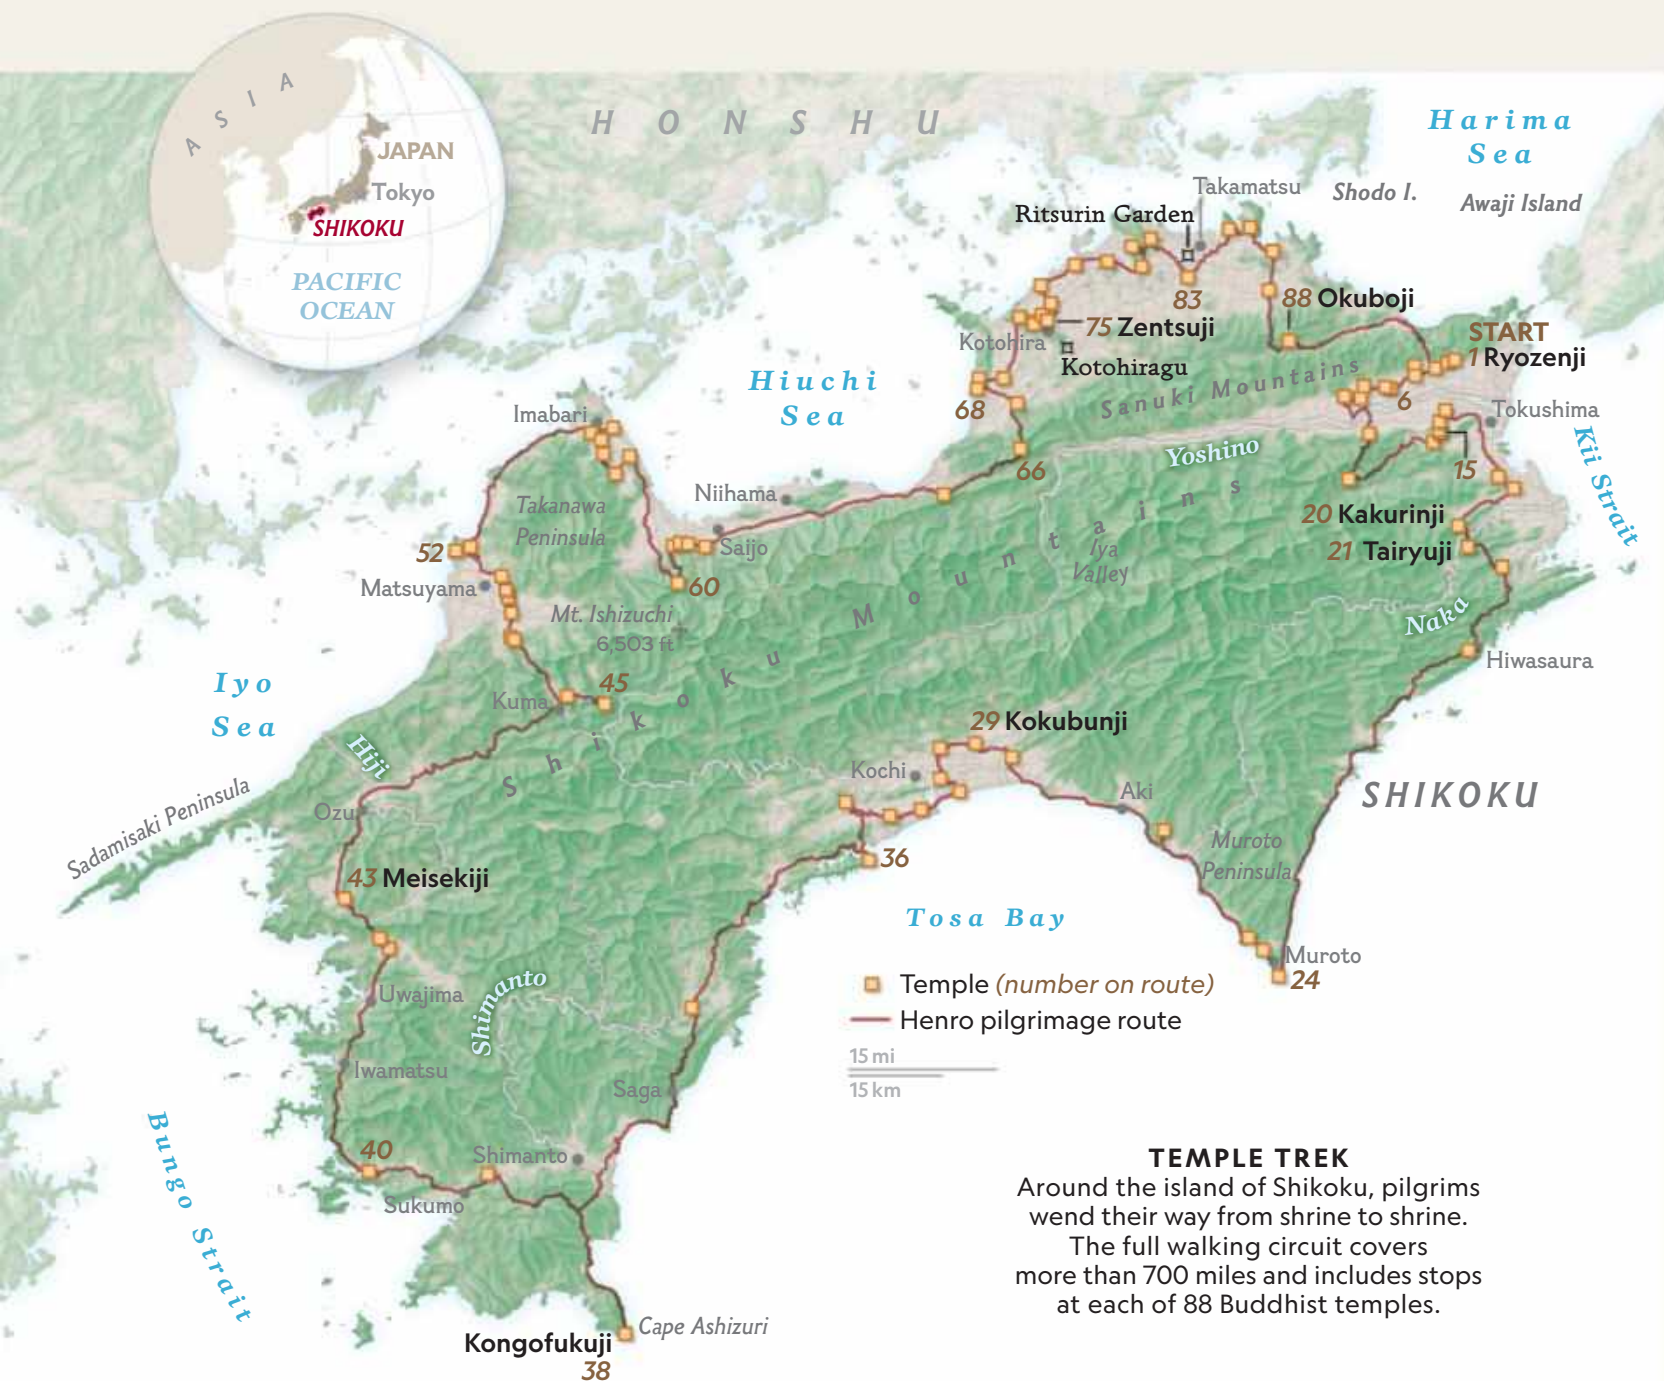 ASIA
JAPAN
Tokyo
SHIKOKU
PACIFIC
OCEAN
HONSHU
Harima
Sea
Shodo I.
Awaji Island
Takamatsu
Ritsurin Garden
83
88 Okuboji
75 Zentsuji
Kotohira
Kotohiragu
START
1 Ryozenji
Sanuki Mountains
6
68
Hiuchi
Sea
Imabari
Tokushima
Kii Strait
Yoshino
15
66
Niihama
Takanawa
Peninsula
20 Kakurinji
21 Tairyuji
Iya
Valley
52
Saijo
Matsuyama
60
Mt. Ishizuchi
6,503 ft
Shikoku Mountains
Naka
Hiwasaura
Iyo
Sea
45
Kuma
Hiji
29 Kokubunji
Kochi
Aki
SHIKOKU
Sadamisaki Peninsula
Ozu
Muroto
Peninsula
36
43 Meisekiji
Tosa Bay
Muroto
24
Shimanto
Uwajima
Temple (number on route)
Henro pilgrimage route
15 mi
15 km
Iwamatsu
Saga
Bungo Strait
40
Shimanto
Sukumo
TEMPLE TREK
Around the island of Shikoku, pilgrims
wend their way from shrine to shrine.
The full walking circuit covers
more than 700 miles and includes stops
at each of 88 Buddhist temples.
Cape Ashizuri
Kongofukuji
38